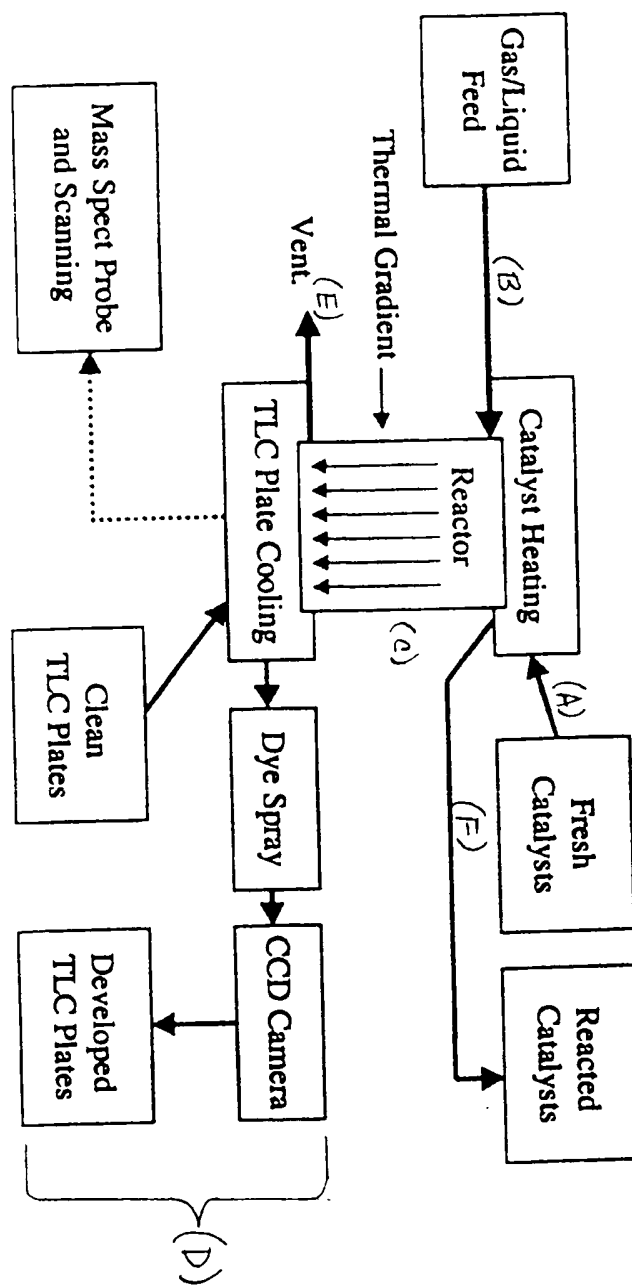 Gas/Liquid
Feed
(B)
Catalyst Heating
(A)
Fresh
Catalysts
Reacted
Catalysts
(F)
Thermal Gradient
Reactor
(C)
(E)
Vent.
TLC Plate Cooling
Dye Spray
CCD Camera
Mass Spect Probe
and Scanning
Clean
TLC Plates
Developed
TLC Plates
(D)